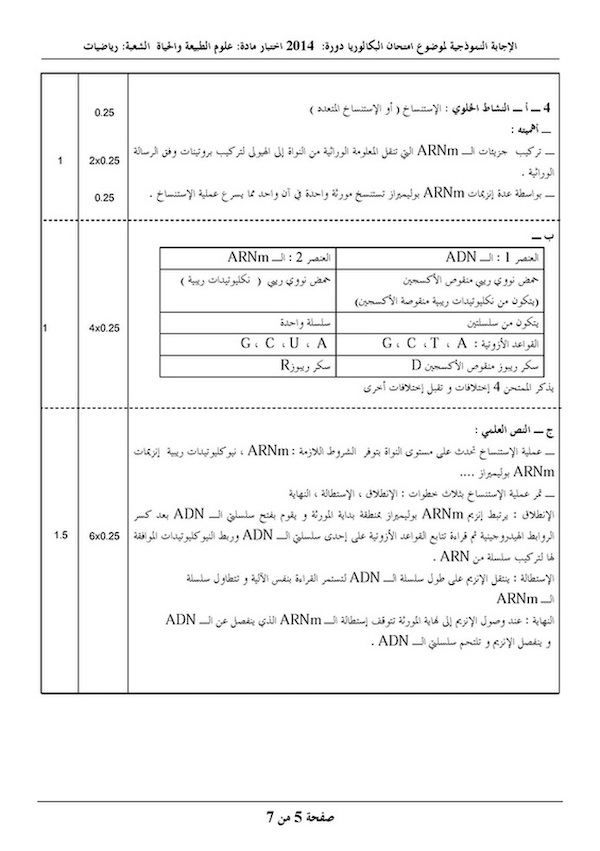 الإجابة النموذجية لموضوع امتحان البكالوريا دورة: 2014 اختبار مادة: علوم الطبيعة والحياة الشعبة: رياضيات
4 ـ أ ـ النشاط الخلوي : الإستنساخ ( أو الإستنساخ المتعدد )
0.25
ـ أهميته :
ـ تركيب جزيئات الـ ARNm التي تنقل المعلومة الوراثية من النواة إلى الهيولى لتركيب بروتينات وفق الرسالة
2x0.25
1
الوراثية .
ـ بواسطة عدة إنزيمات ARNm بوليميراز تستنسخ مورثة واحدة في آن واحد مما يسرع عملية الإستنساخ .
0.25
ب ـ
العنصر 1 : الـ ADN
العنصر 2 : الـ ARNm
حمض نووي ريبي منقوص الأكسجين
حمض نووي ريبي ( نكليوتيدات ريبية )
(يتكون من نكليوتيدات ريبية منقوصة الأكسجين)
يتكون من سلسلتين
سلسلة واحدة
4x0.25
1
القواعد الأزوتية : G ، C ، T ، A
G ، C ، U ، A
سكر ريبوز منقوص الأكسجين D
سكر ريبوزR
يذكر الممتحن 4 إختلافات و تقبل إختلافات أخرى
ج ـ النص العلمي :
ـ عملية الإستنساخ تحدث على مستوى النواة بتوفر الشروط اللازمة : ARNm ، نيوكليوتيدات ريبية إنزيمات
ARNm بوليميراز ....
ـ تمر عملية الإستنساخ بثلاث خطوات : الإنطلاق ، الإستطالة ، النهاية
الإنطلاق : يرتبط إنزيم ARNm بوليميراز بمنطقة بداية المورثة و يقوم بفتح سلسلتي الـ ADN بعد كسر
الروابط الهيدروجينية ثم قراءة تتابع القواعد الأزوتية على إحدى سلسلتي الـ ADN وربط النيوكليوتيدات الموافقة
6x0.25
1.5
لها لتركيب سلسلة من ARN .
الإستطالة : ينتقل الإنزيم على طول سلسلة الـ ADN لتستمر القراءة بنفس الآلية و تتطاول سلسلة
الـ ARNm
النهاية : عند وصول الإنزيم إلى نهاية المورثة تتوقف إستطالة الـ ARNm الذي ينفصل عن الـ ADN
و ينفصل الإنزيم و تلتحم سلسلتي الـ ADN .
صفحة 5 من 7